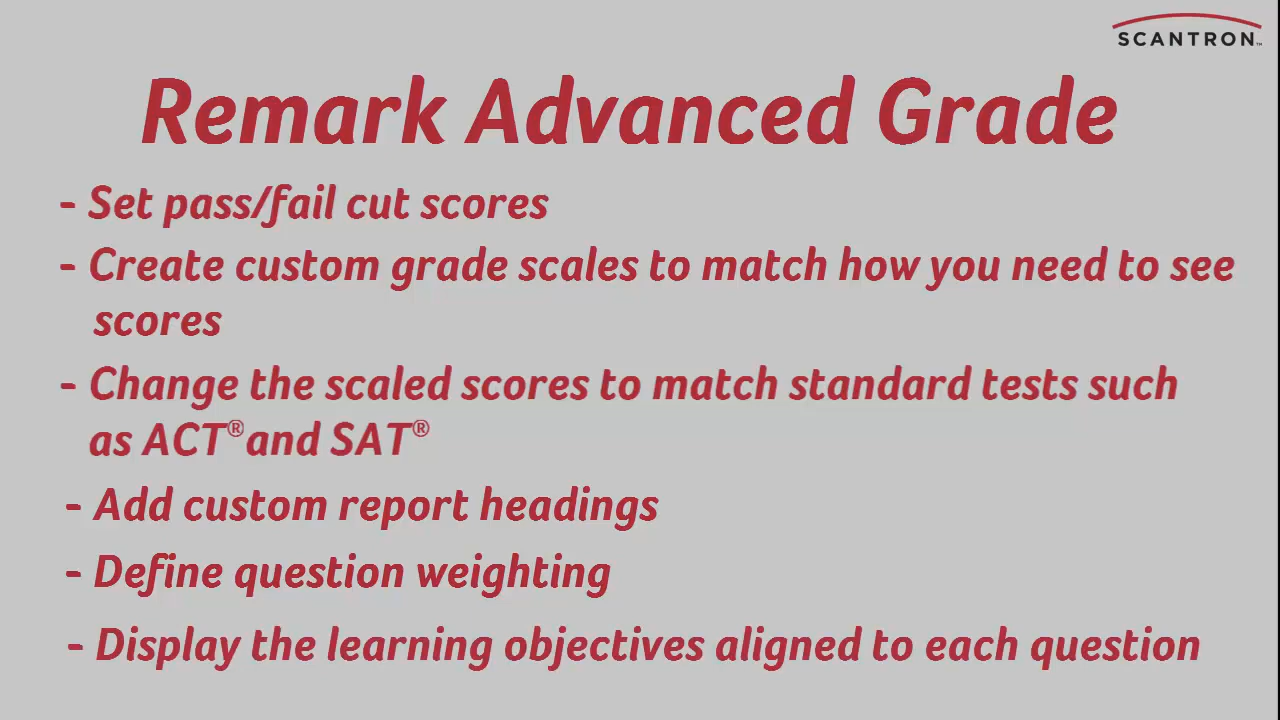 SCANTRON™
Remark Advanced Grade
- Set pass/fail cut scores
- Create custom grade scales to match how you need to see
scores
- Change the scaled scores to match standard tests such
as ACT® and SAT®
- Add custom report headings
- Define question weighting
- Display the learning objectives aligned to each question